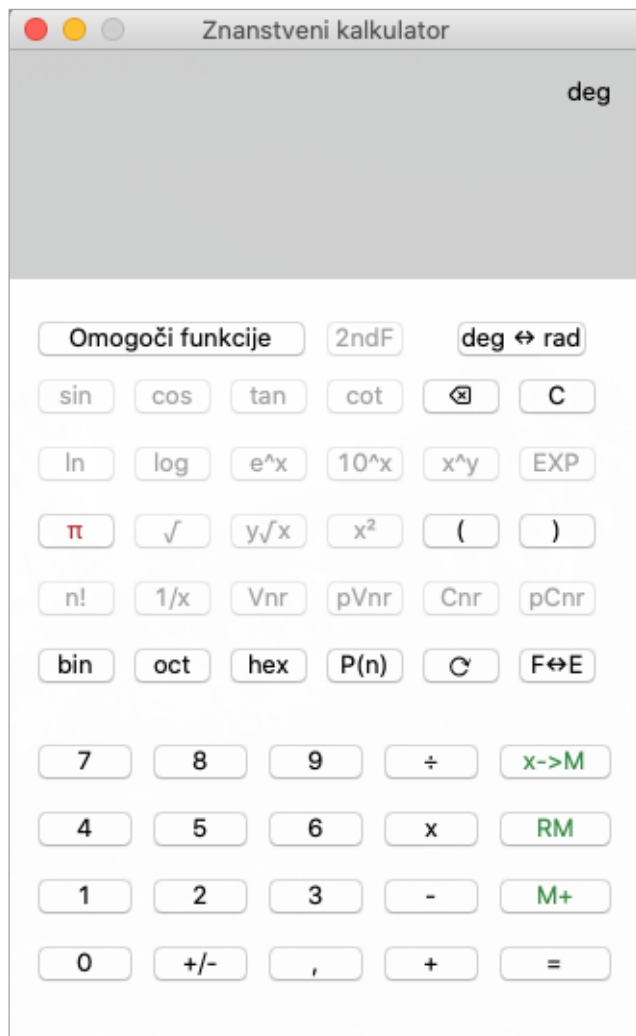 Znanstveni kalkulator
deg
Omogoči funkcije 2ndF deg ↔ rad
sin cos tan cot ⌫ C
ln log e^x 10^x x^y EXP
π √ y√x x² ( )
n! 1/x Vnr pVnr Cnr pCnr
bin oct hex P(n) ⟳ F↔E
7 8 9 ÷ x->M
4 5 6 x RM
1 2 3 - M+
0 +/- , + =